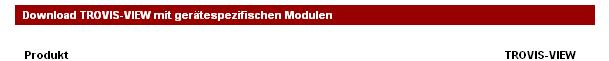 Download TROVIS-VIEW mit gerätespezifischen Modulen
Produkt TROVIS-VIEW